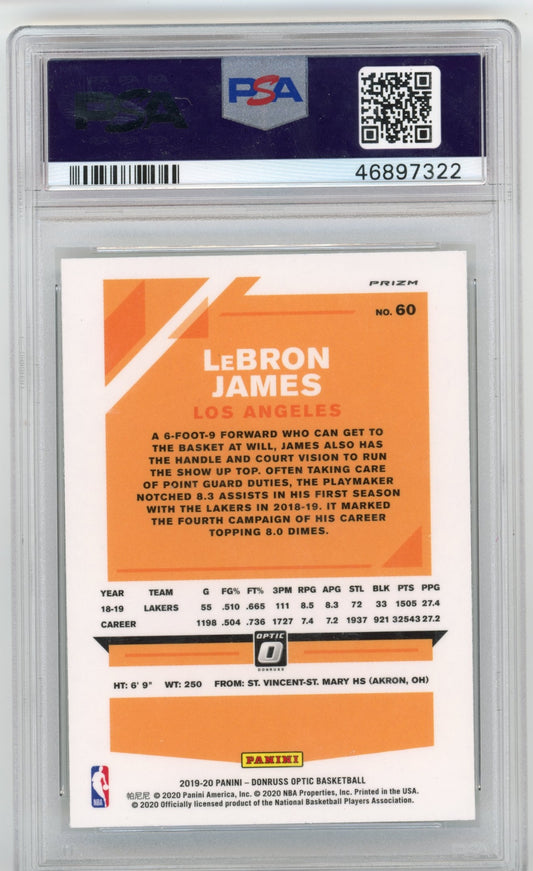 PSA
PSA
46897322
PRIZM
NO. 60
LeBRON
JAMES
LOS ANGELES
A 6-FOOT-9 FORWARD WHO CAN GET TO
THE BASKET AT WILL, JAMES ALSO HAS
THE HANDLE AND COURT VISION TO RUN
THE SHOW UP TOP. OFTEN TAKING CARE
OF POINT GUARD DUTIES, THE PLAYMAKER
NOTCHED 8.3 ASSISTS IN HIS FIRST SEASON
WITH THE LAKERS IN 2018-19. IT MARKED
THE FOURTH CAMPAIGN OF HIS CAREER
TOPPING 8.0 DIMES.
YEAR TEAM G FG% FT% 3PM RPG APG STL BLK PTS PPG
18-19 LAKERS 55 .510 .665 111 8.5 8.3 72 33 1505 27.4
CAREER 1198 .504 .736 1727 7.4 7.2 1937 921 32543 27.2
OPTIC
DONRUSS
HT: 6' 9" WT: 250 FROM: ST. VINCENT-ST. MARY HS (AKRON, OH)
PANINI
2019-20 PANINI – DONRUSS OPTIC BASKETBALL
帕尼尼 © 2020 Panini America, Inc. © 2020 NBA Properties, Inc. Printed in the USA.
© 2020 Officially licensed product of the National Basketball Players Association.
NBA